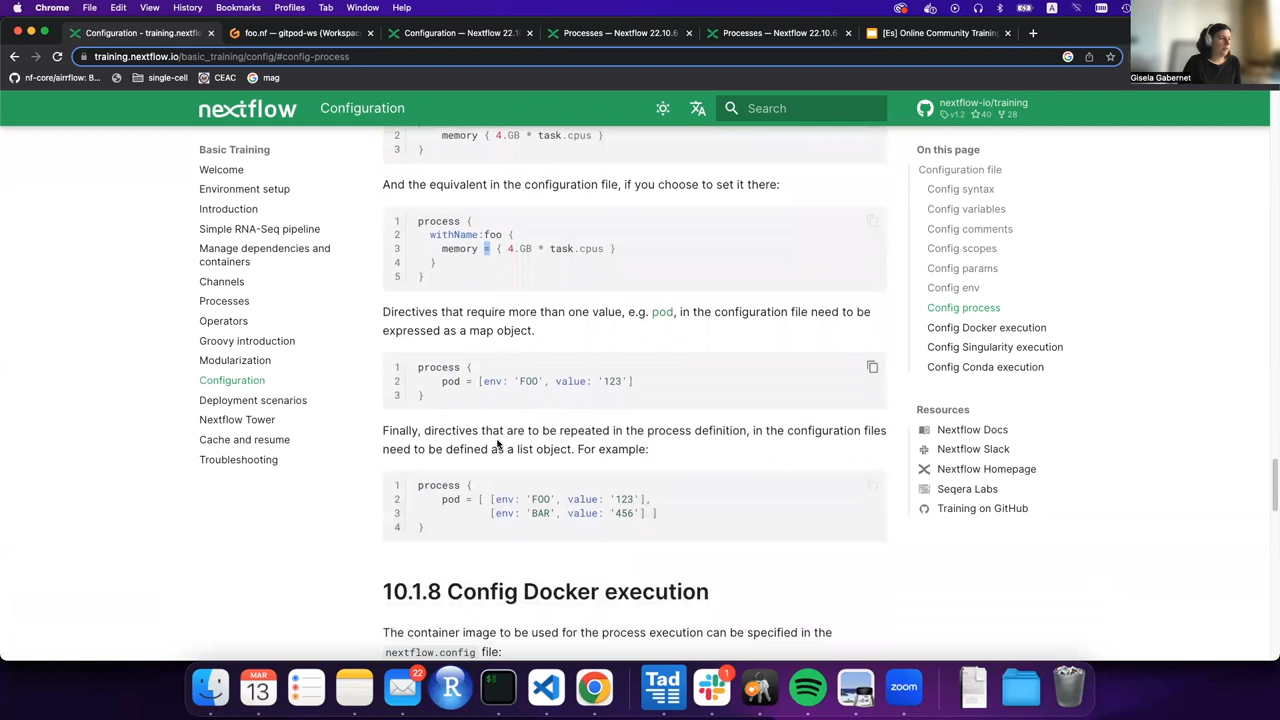 Chrome File Edit View History Bookmarks Profiles Tab Window Help
Configuration - training.nextfl
foo.nf — gitpod-ws (Workspac
Configuration — Nextflow 22.1
Processes — Nextflow 22.10.6
Processes — Nextflow 22.10.6
[Es] Online Community Trainin
training.nextflow.io/basic_training/config/#config-process
nf-core/airrflow: B...
single-cell
CEAC
mag
Gisela Gabernet
nextflow
Configuration
Search
nextflow-io/training
v1.2 40 28
Basic Training
Welcome
Environment setup
Introduction
Simple RNA-Seq pipeline
Manage dependencies and
containers
Channels
Processes
Operators
Groovy introduction
Modularization
Configuration
Deployment scenarios
Nextflow Tower
Cache and resume
Troubleshooting
2 memory { 4.GB * task.cpus }
3 }
And the equivalent in the configuration file, if you choose to set it there:
1 process {
2 withName:foo {
3 memory = { 4.GB * task.cpus }
4 }
5 }
Directives that require more than one value, e.g. pod, in the configuration file need to be
expressed as a map object.
1 process {
2 pod = [env: 'FOO', value: '123']
3 }
Finally, directives that are to be repeated in the process definition, in the configuration files
need to be defined as a list object. For example:
1 process {
2 pod = [ [env: 'FOO', value: '123'],
3 [env: 'BAR', value: '456'] ]
4 }
10.1.8 Config Docker execution
The container image to be used for the process execution can be specified in the
nextflow.config file:
On this page
Configuration file
Config syntax
Config variables
Config comments
Config scopes
Config params
Config env
Config process
Config Docker execution
Config Singularity execution
Config Conda execution
Resources
Nextflow Docs
Nextflow Slack
Nextflow Homepage
Seqera Labs
Training on GitHub
MAR
13
22
R
Tad
1
zoom